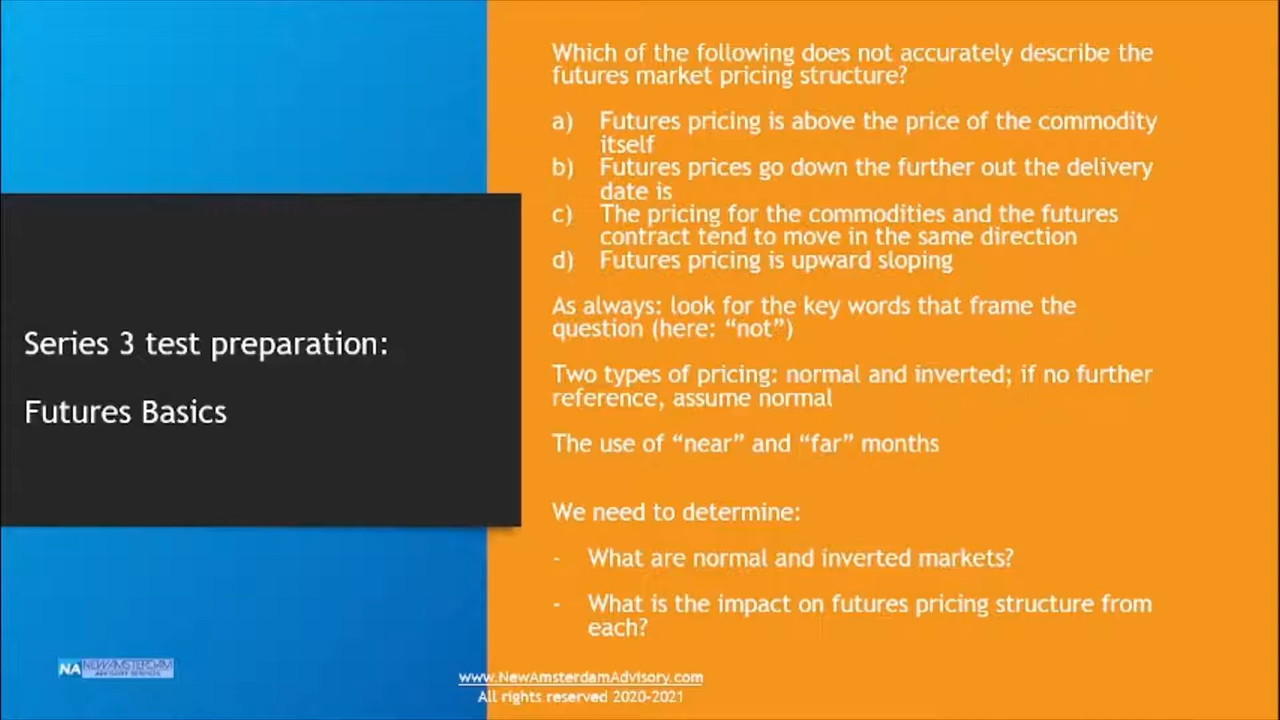 Which of the following does not accurately describe the
futures market pricing structure?
a) Futures pricing is above the price of the commodity
itself
b) Futures prices go down the further out the delivery
date is
c) The pricing for the commodities and the futures
contract tend to move in the same direction
d) Futures pricing is upward sloping
As always: look for the key words that frame the
question (here: “not”)
Two types of pricing: normal and inverted; if no further
reference, assume normal
The use of “near” and “far” months
We need to determine:
- What are normal and inverted markets?
- What is the impact on futures pricing structure from
each?
Series 3 test preparation:
Futures Basics
NA NEW AMSTERDAM
ADVISORY SERVICES
www.NewAmsterdamAdvisory.com
All rights reserved 2020-2021